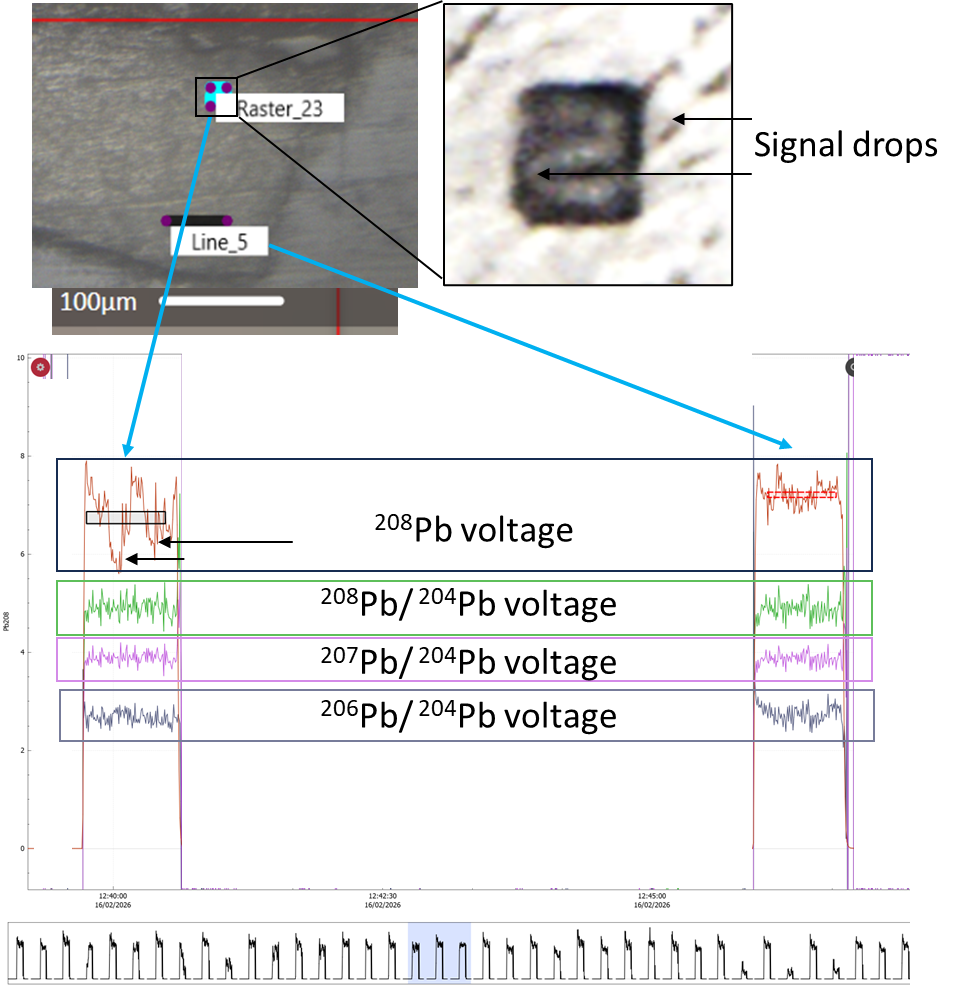 Raster_23
Signal drops
Line_5
100µm
10
8
²⁰⁸Pb voltage
6
²⁰⁸Pb/ ²⁰⁴Pb voltage
Pb208
4
²⁰⁷Pb/ ²⁰⁴Pb voltage
²⁰⁶Pb/ ²⁰⁴Pb voltage
2
0
12:40:00
16/02/2026
12:42:30
16/02/2026
12:45:00
16/02/2026